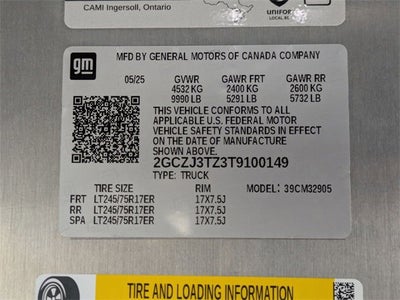 CAMI Ingersoll, Ontario
UNIFOR
LOCAL 88
gm
MFD BY GENERAL MOTORS OF CANADA COMPANY
05/25 GVWR GAWR FRT GAWR RR
4532 KG 2400 KG 2600 KG
9990 LB 5291 LB 5732 LB
THIS VEHICLE CONFORMS TO ALL
APPLICABLE U.S. FEDERAL MOTOR
VEHICLE SAFETY STANDARDS IN EFFECT
ON THE DATE OF MANUFACTURE
SHOWN ABOVE.
2GCZJ3TZ3T9100149
TYPE: TRUCK
TIRE SIZE RIM MODEL: 39CM32905
FRT LT245/75R17ER 17X7.5J
RR LT245/75R17ER 17X7.5J
SPA LT245/75R17ER 17X7.5J
TIRE AND LOADING INFORMATION